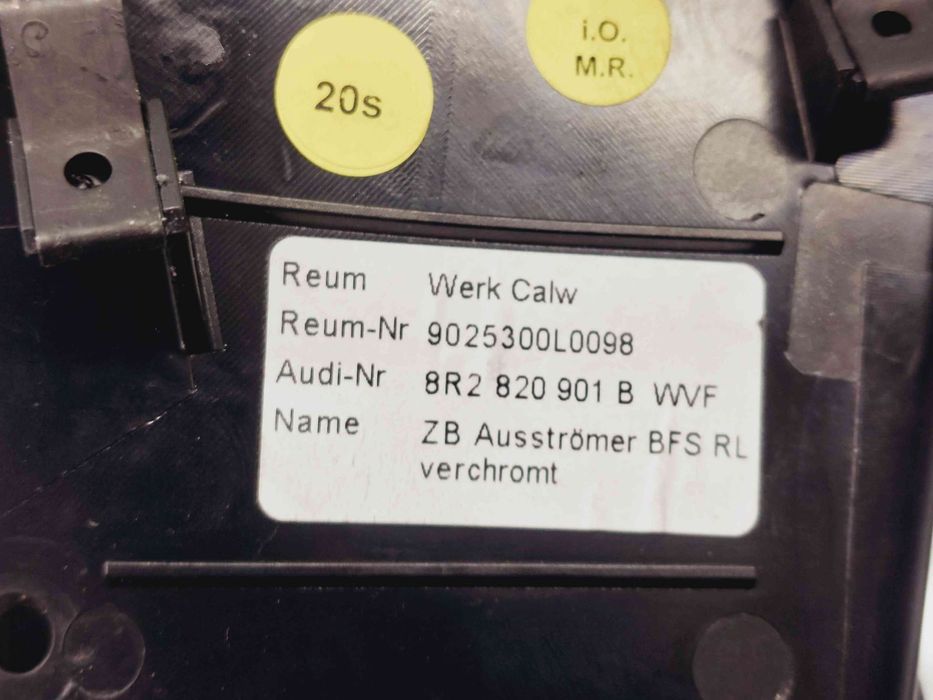 20s
i.O.
M.R.
Reum Werk Calw
Reum-Nr 9025300L0098
Audi-Nr 8R2 820 901 B WVF
Name ZB Ausströmer BFS RL
verchromt